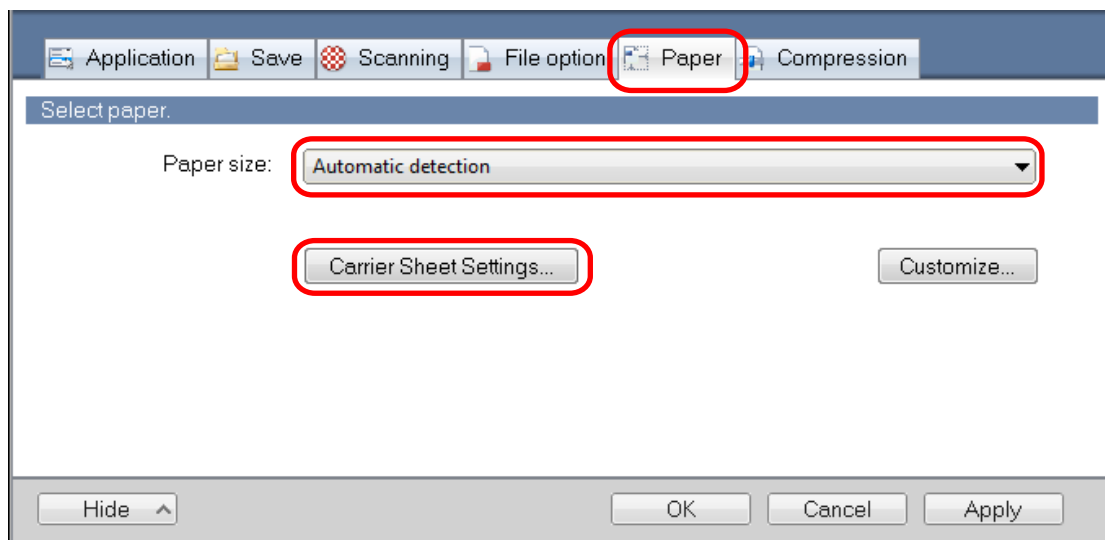 Application Save Scanning File option Paper Compression
Select paper.
Paper size: Automatic detection
Carrier Sheet Settings... Customize...
Hide OK Cancel Apply